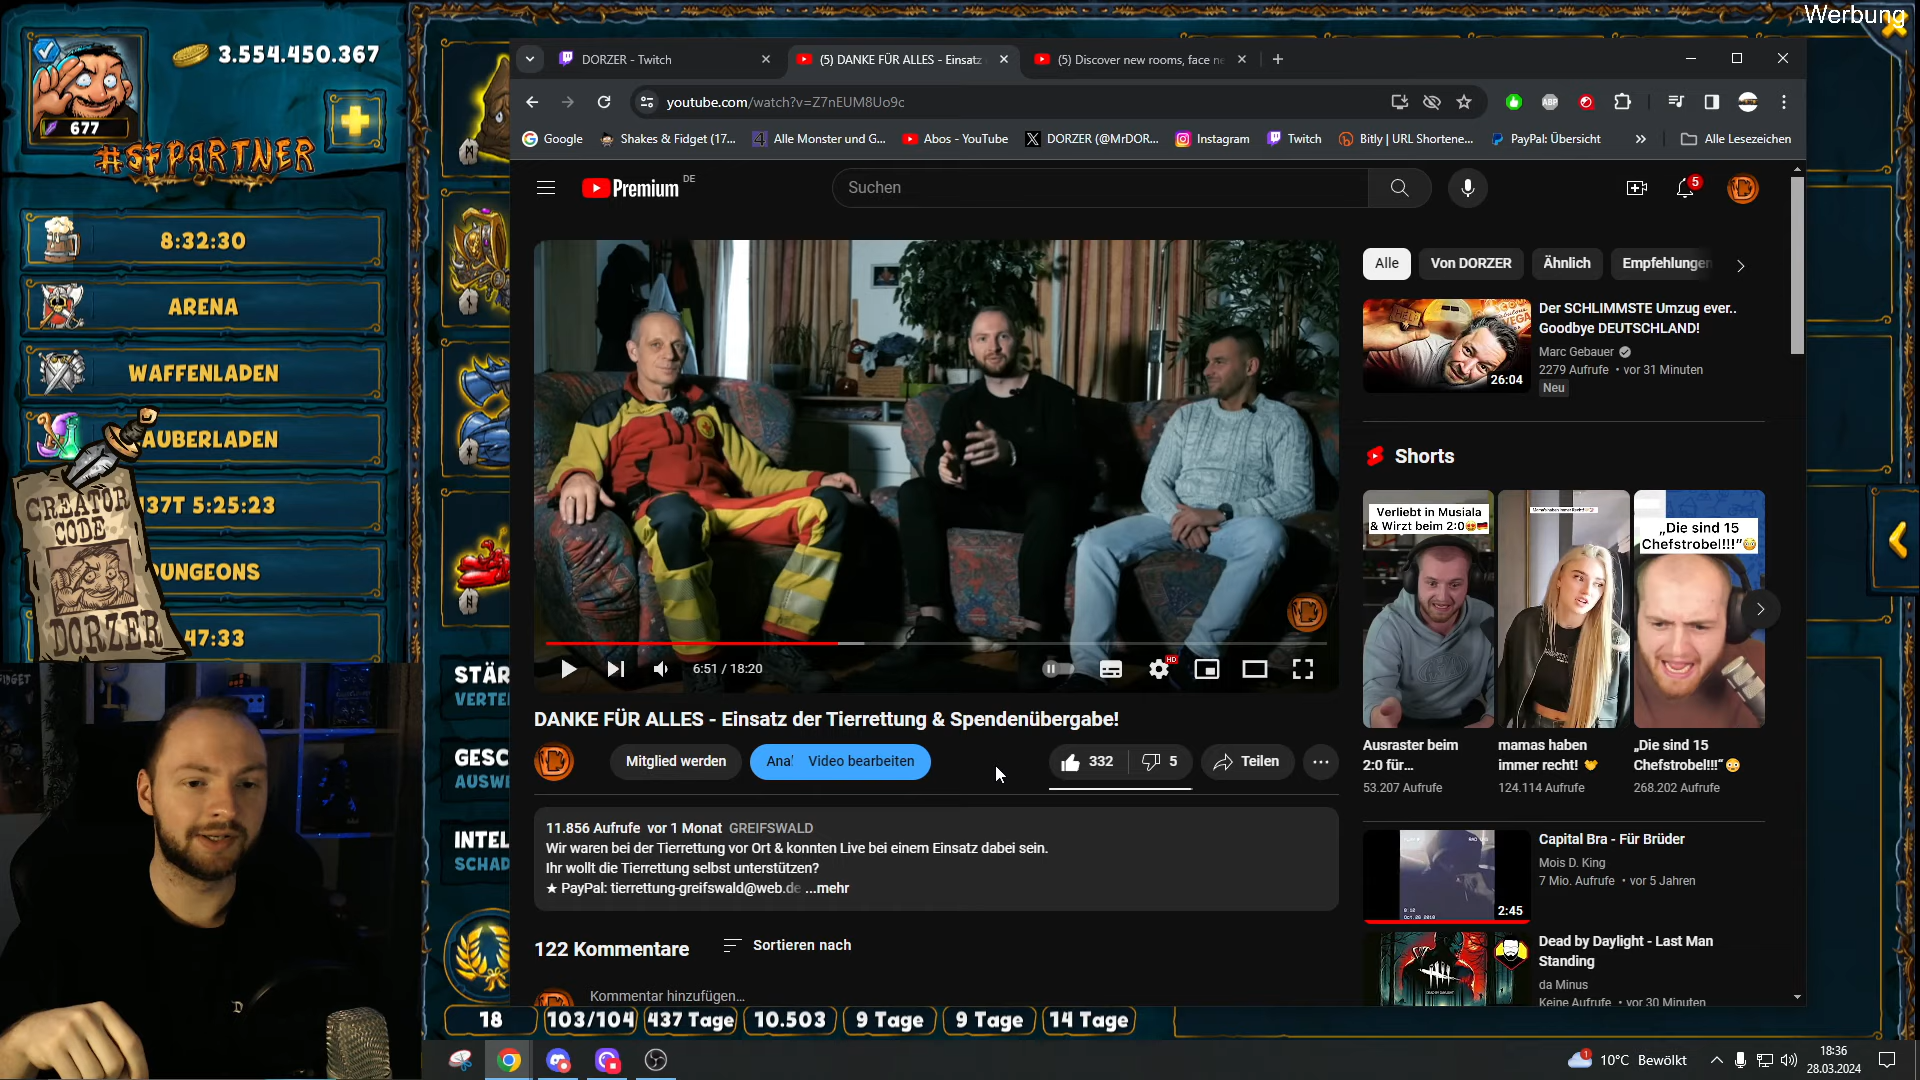 Werbung
3.554.450.367
677
#SFPARTNER
8:32:30
ARENA
WAFFENLADEN
AUBERLADEN
37T 5:25:23
UNGEONS
47:33
CREATOR
CODE
DORZER
DORZER - Twitch
(5) DANKE FÜR ALLES - Einsatz
(5) Discover new rooms, face ne
youtube.com/watch?v=Z7nEUM8Uo9c
ABP
Google
Shakes & Fidget (17...
Alle Monster und G...
Abos - YouTube
DORZER (@MrDOR...
Instagram
Twitch
Bitly | URL Shortene...
PayPal: Übersicht
»
Alle Lesezeichen
Premium DE
Suchen
5
Alle
Von DORZER
Ähnlich
Empfehlungen
Der SCHLIMMSTE Umzug ever..
Goodbye DEUTSCHLAND!
Marc Gebauer
2279 Aufrufe • vor 31 Minuten
Neu
26:04
Shorts
Verliebt in Musiala
& Wirzt beim 2:0
„Die sind 15
Chefstrobel!!!“
Ausraster beim
2:0 für...
53.207 Aufrufe
mamas haben
immer recht!
124.114 Aufrufe
„Die sind 15
Chefstrobel!!!“
268.202 Aufrufe
6:51 / 18:20
HD
DANKE FÜR ALLES - Einsatz der Tierrettung & Spendenübergabe!
Mitglied werden
Ana
Video bearbeiten
332
5
Teilen
11.856 Aufrufe vor 1 Monat GREIFSWALD
Wir waren bei der Tierrettung vor Ort & konnten Live bei einem Einsatz dabei sein.
Ihr wollt die Tierrettung selbst unterstützen?
★ PayPal: tierrettung-greifswald@web.de ...mehr
122 Kommentare
Sortieren nach
Kommentar hinzufügen...
Capital Bra - Für Brüder
Mois D. King
7 Mio. Aufrufe • vor 5 Jahren
2:45
Dead by Daylight - Last Man
Standing
da Minus
Keine Aufrufe • vor 30 Minuten
STÄR
VERTE
GESC
AUSWE
INTEL
SCHAD
18
103/104
437 Tage
10.503
9 Tage
9 Tage
14 Tage
1
10°C Bewölkt
18:36
28.03.2024